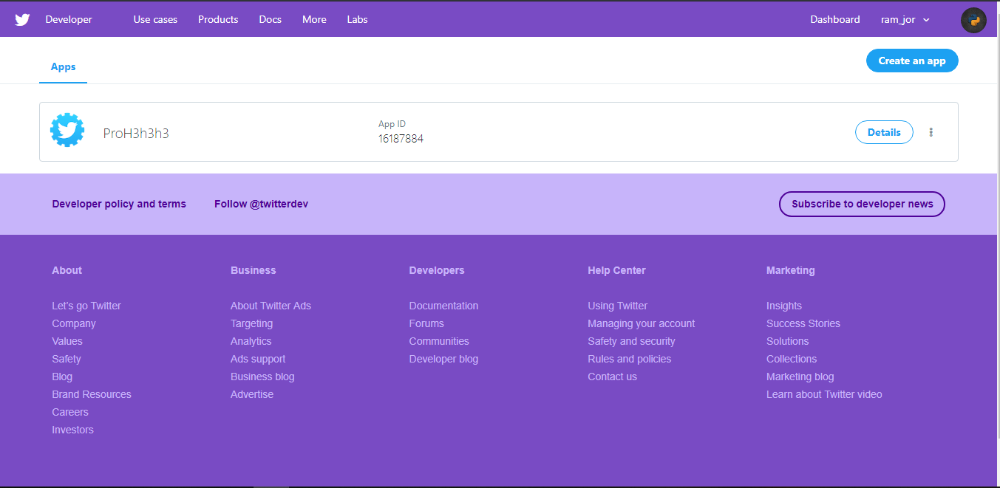 Developer Use cases Products Docs More Labs Dashboard ram_jor
Apps
Create an app
ProH3h3h3
App ID
16187884
Details
Developer policy and terms Follow @twitterdev Subscribe to developer news
About Business Developers Help Center Marketing
Let's go Twitter About Twitter Ads Documentation Using Twitter Insights
Company Targeting Forums Managing your account Success Stories
Values Analytics Communities Safety and security Solutions
Safety Ads support Developer blog Rules and policies Collections
Blog Business blog Contact us Marketing blog
Brand Resources Advertise Learn about Twitter video
Careers
Investors